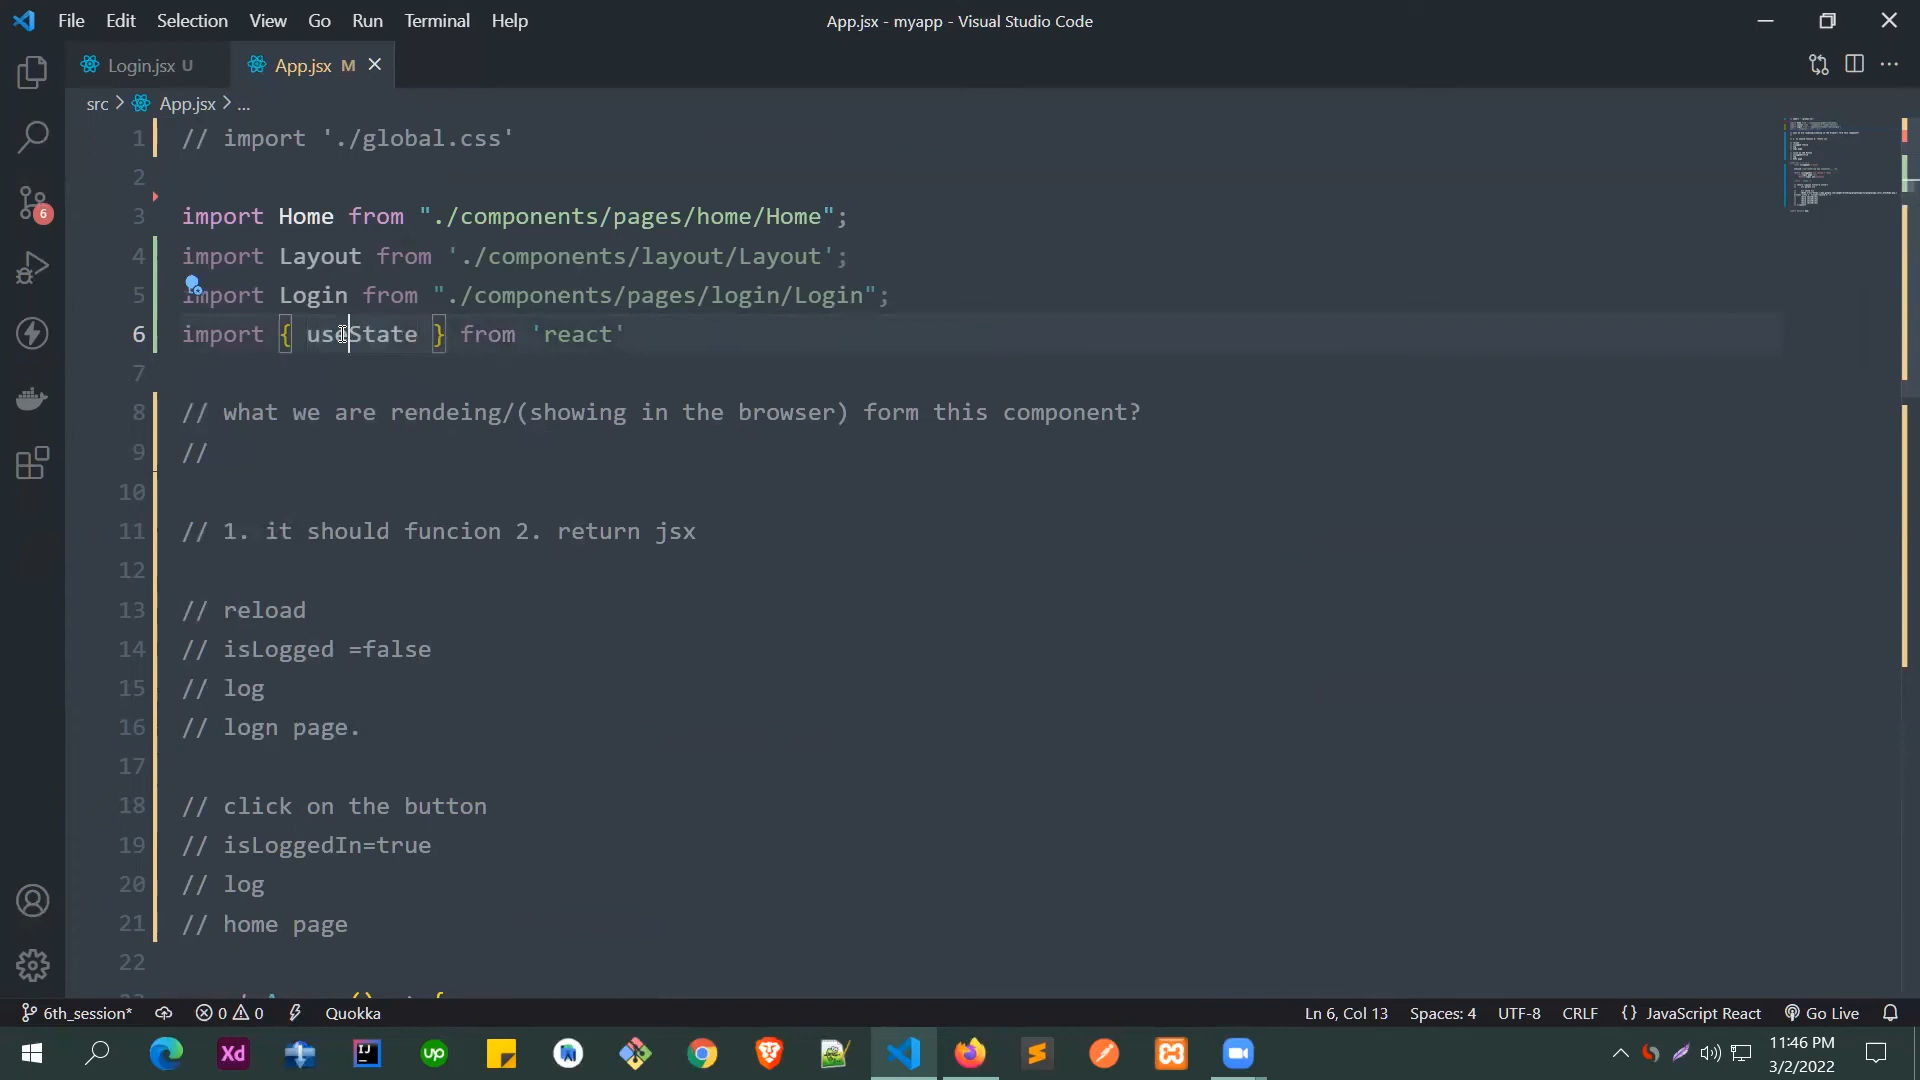 File Edit Selection View Go Run Terminal Help
App.jsx - myapp - Visual Studio Code
Login.jsx U
App.jsx M
src > App.jsx > ...
1 // import './global.css'
2
3 import Home from "./components/pages/home/Home";
4 import Layout from './components/layout/Layout';
5 import Login from "./components/pages/login/Login";
6 import { useState } from 'react'
7
8 // what we are rendeing/(showing in the browser) form this component?
9 //
10
11 // 1. it should funcion 2. return jsx
12
13 // reload
14 // isLogged =false
15 // log
16 // logn page.
17
18 // click on the button
19 // isLoggedIn=true
20 // log
21 // home page
22
6
6th_session* 0 0 Quokka
Ln 6, Col 13 Spaces: 4 UTF-8 CRLF {} JavaScript React Go Live
Xd
up
11:46 PM
3/2/2022